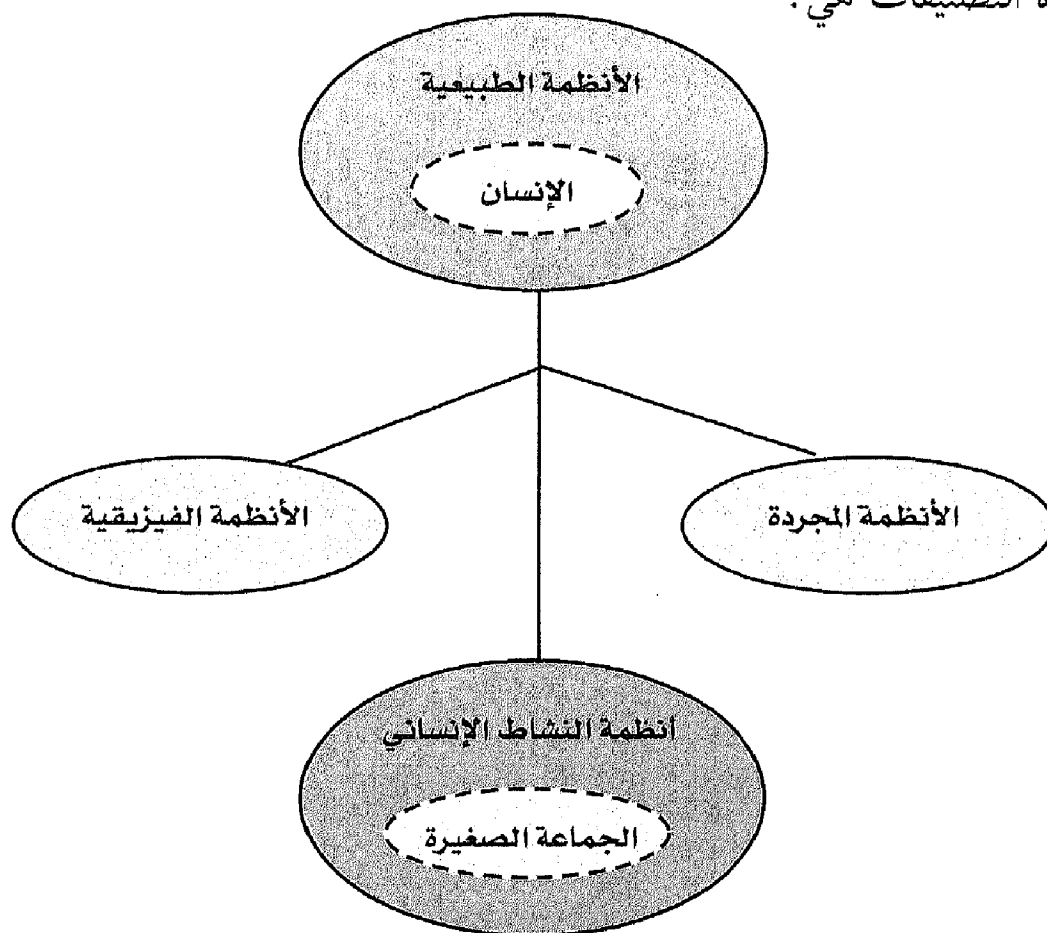 التصنيفات هي:
الأنظمة الطبيعية
الإنسان
الأنظمة الفيزيقية
الأنظمة المجردة
أنظمة النشاط الإنساني
الجماعة الصغيرة